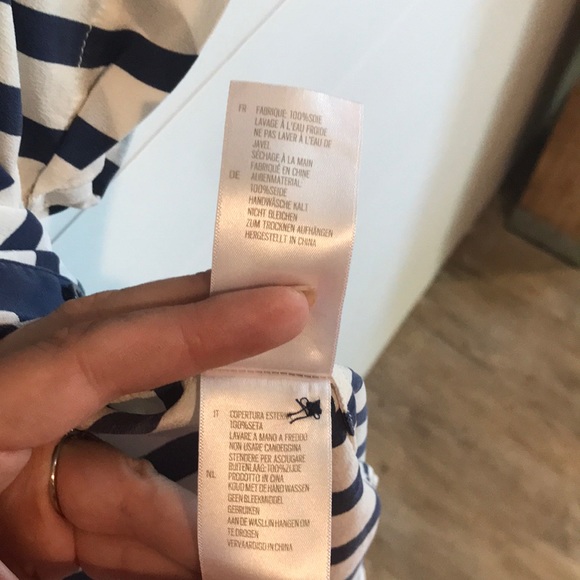 FR FABRIQUE: 100%SOIE
LAVAGE À L'EAU FROIDE
NE PAS LAVER À L'EAU DE
JAVEL
SÉCHAGE À LA MAIN
FABRIQUÉ EN CHINE
DE AUßENMATERIAL:
100%SEIDE
HANDWÄSCHE KALT
NICHT BLEICHEN
ZUM TROCKNEN AUFHÄNGEN
HERGESTELLT IN CHINA
IT COPERTURA ESTERNA
100%SETA
LAVARE A MANO A FREDDO
NON USARE CANDEGGINA
STENDERE PER ASCIUGARE
BUITENLAAG: 100%ZIJDE
PRODOTTO IN CINA
NL KOUD MET DE HAND WASSEN
GEEN BLEEKMIDDEL
GEBRUIKEN
AAN DE WASLIJN HANGEN OM
TE DROGEN
VERVAARDIGD IN CHINA